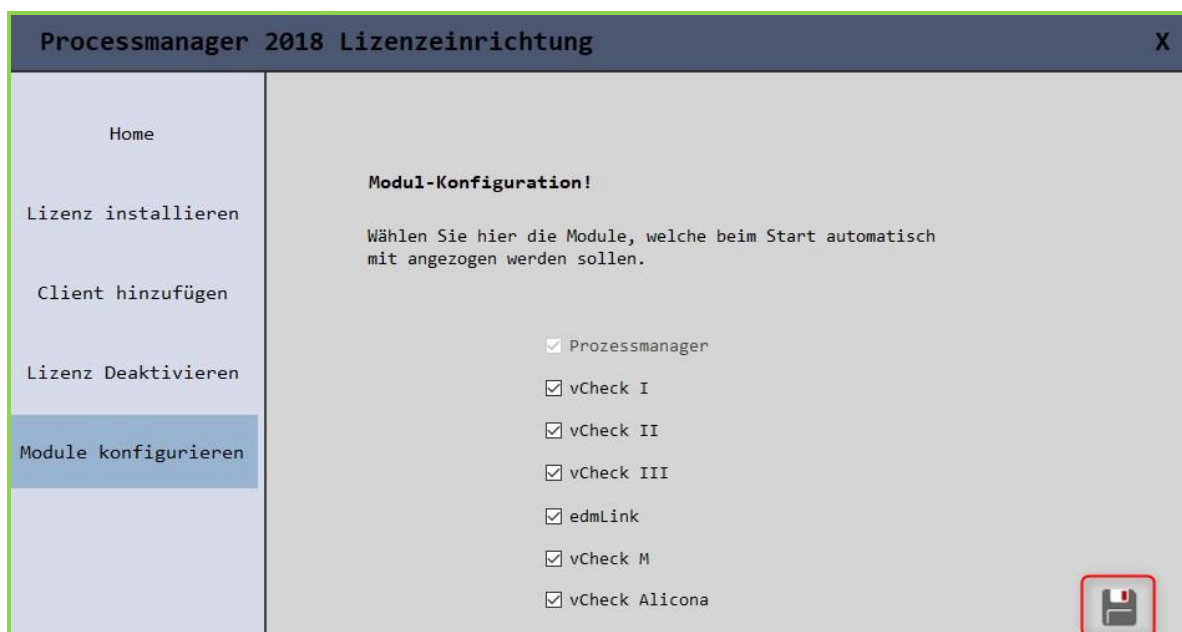 Processmanager 2018 Lizenzeinrichtung X
Home
Lizenz installieren
Client hinzufügen
Lizenz Deaktivieren
Module konfigurieren
Modul-Konfiguration!
Wählen Sie hier die Module, welche beim Start automatisch
mit angezogen werden sollen.
Prozessmanager
vCheck I
vCheck II
vCheck III
edmLink
vCheck M
vCheck Alicona